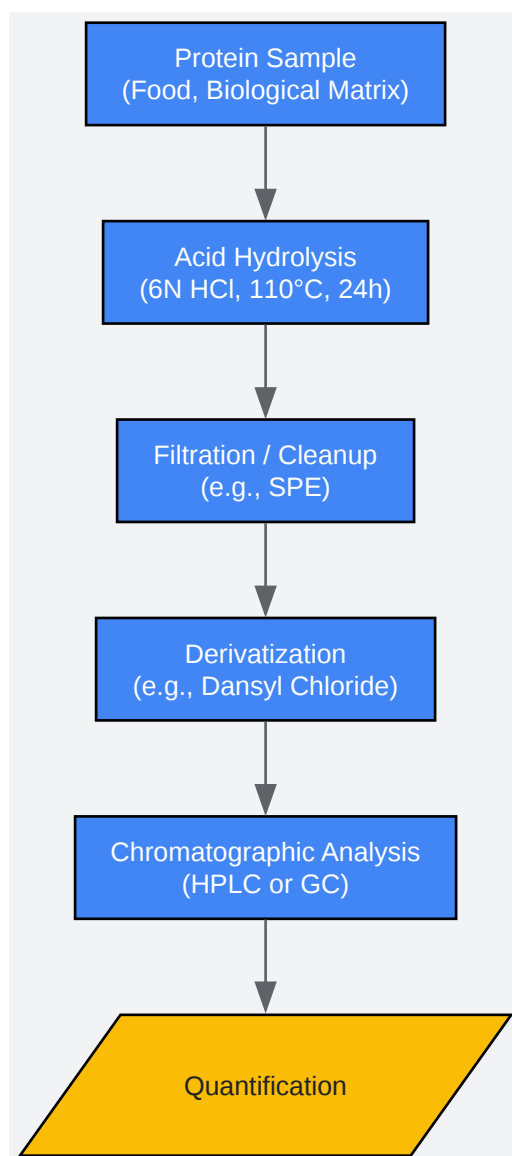 Protein Sample
(Food, Biological Matrix)
Acid Hydrolysis
(6N HCl, 110°C, 24h)
Filtration / Cleanup
(e.g., SPE)
Derivatization
(e.g., Dansyl Chloride)
Chromatographic Analysis
(HPLC or GC)
Quantification